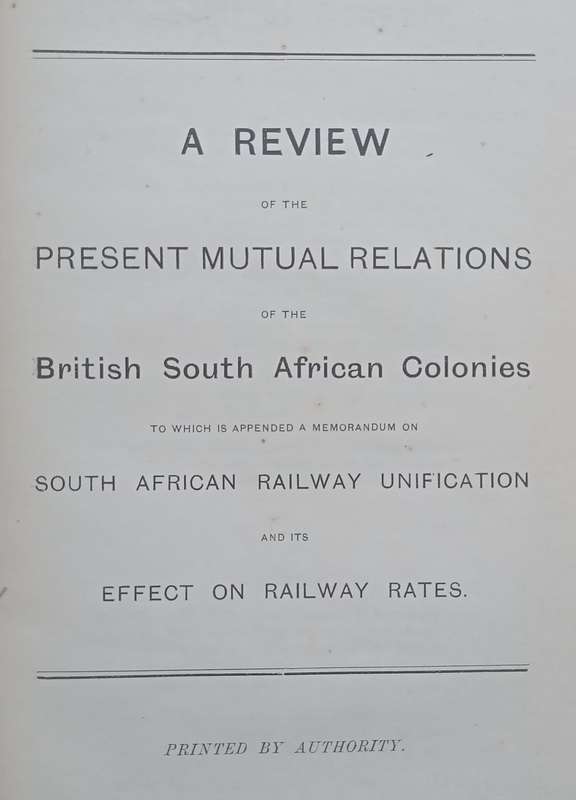 A REVIEW
OF THE
PRESENT MUTUAL RELATIONS
OF THE
British South African Colonies
TO WHICH IS APPENDED A MEMORANDUM ON
SOUTH AFRICAN RAILWAY UNIFICATION
AND ITS
EFFECT ON RAILWAY RATES.
PRINTED BY AUTHORITY.